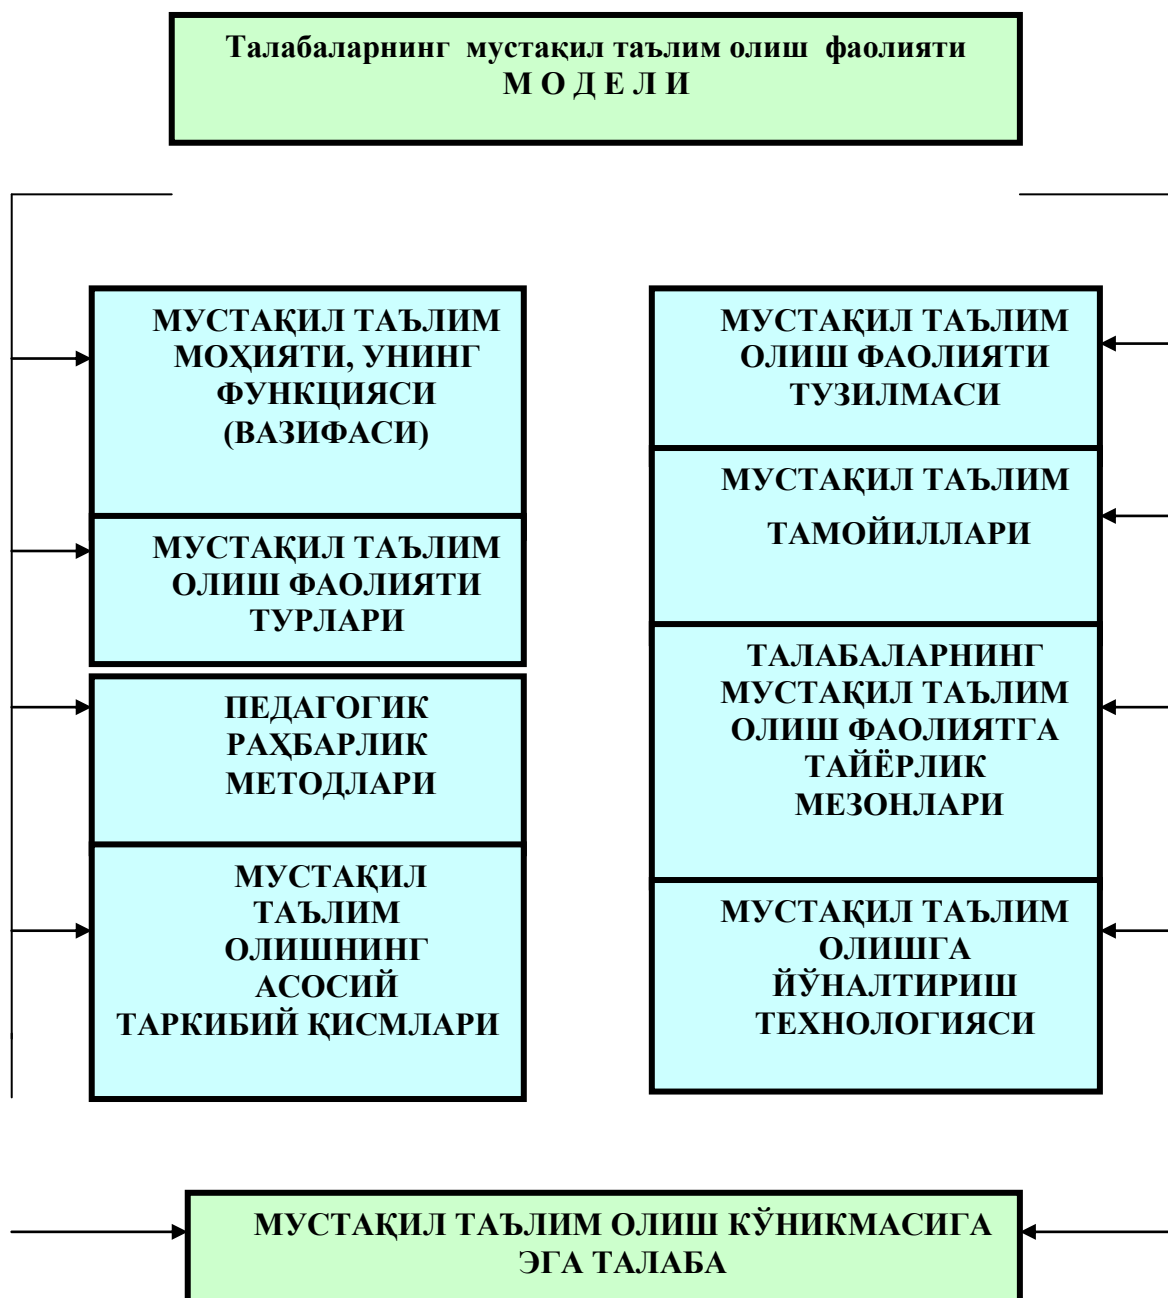 Талабаларнинг мустақил таълим олиш фаолияти
М О Д Е Л И
МУСТАҚИЛ ТАЪЛИМ
МОҲИЯТИ, УНИНГ
ФУНКЦИЯСИ
(ВАЗИФАСИ)
МУСТАҚИЛ ТАЪЛИМ
ОЛИШ ФАОЛИЯТИ
ТУРЛАРИ
ПЕДАГОГИК
РАҲБАРЛИК
МЕТОДЛАРИ
МУСТАҚИЛ
ТАЪЛИМ
ОЛИШНИНГ
АСОСИЙ
ТАРКИБИЙ ҚИСМЛАРИ
МУСТАҚИЛ ТАЪЛИМ
ОЛИШ ФАОЛИЯТИ
ТУЗИЛМАСИ
МУСТАҚИЛ ТАЪЛИМ
ТАМОЙИЛЛАРИ
ТАЛАБАЛАРНИНГ
МУСТАҚИЛ ТАЪЛИМ
ОЛИШ ФАОЛИЯТГА
ТАЙЁРЛИК
МЕЗОНЛАРИ
МУСТАҚИЛ ТАЪЛИМ
ОЛИШГА
ЙЎНАЛТИРИШ
ТЕХНОЛОГИЯСИ
МУСТАҚИЛ ТАЪЛИМ ОЛИШ КЎНИКМАСИГА
ЭГА ТАЛАБА